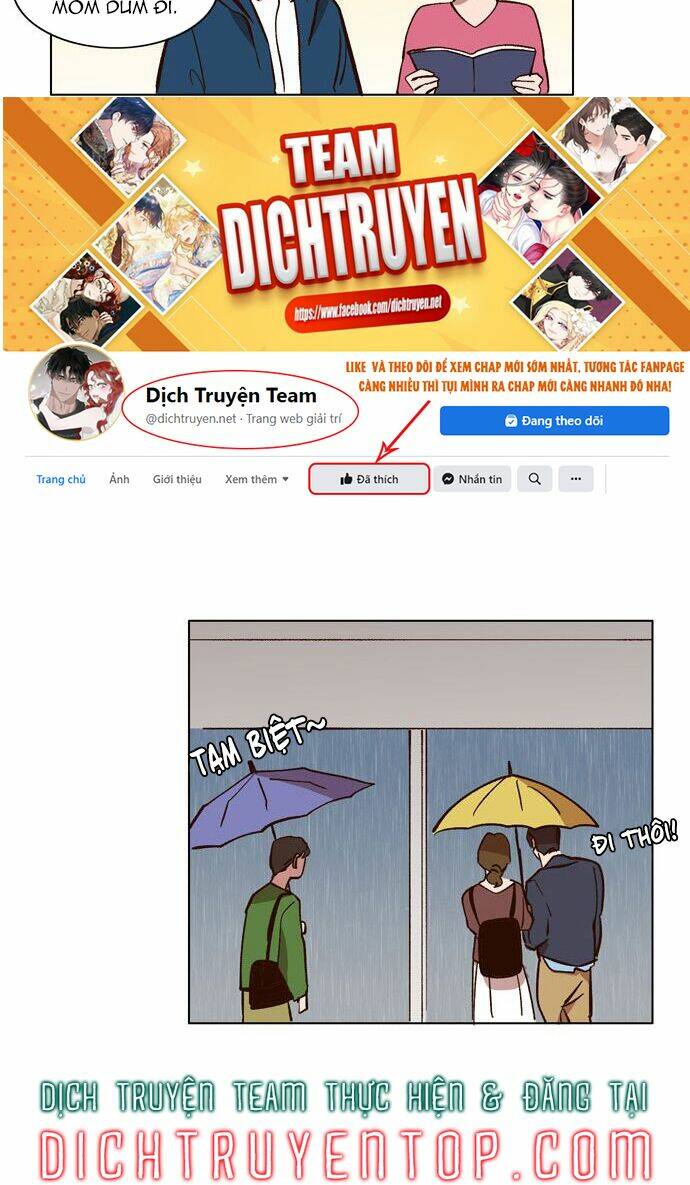 MỒM DÙM ĐI.
TEAM
DICHTRUYEN
https://www.facebook.com/dichtruyen.net
LIKE VÀ THEO DÕI ĐỂ XEM CHAP MỚI SỚM NHẤT, TƯƠNG TÁC FANPAGE
CÀNG NHIỀU THÌ TỤI MÌNH RA CHAP MỚI CÀNG NHANH ĐÓ NHA!
Dịch Truyện Team
@dichtruyen.net · Trang web giải trí
Đang theo dõi
Trang chủ Ảnh Giới thiệu Xem thêm Đã thích Nhắn tin
TẠM BIỆT~
ĐI THÔI!
DỊCH TRUYỆN TEAM THỰC HIỆN & ĐĂNG TẠI
DICHTRUYENTOP.COM